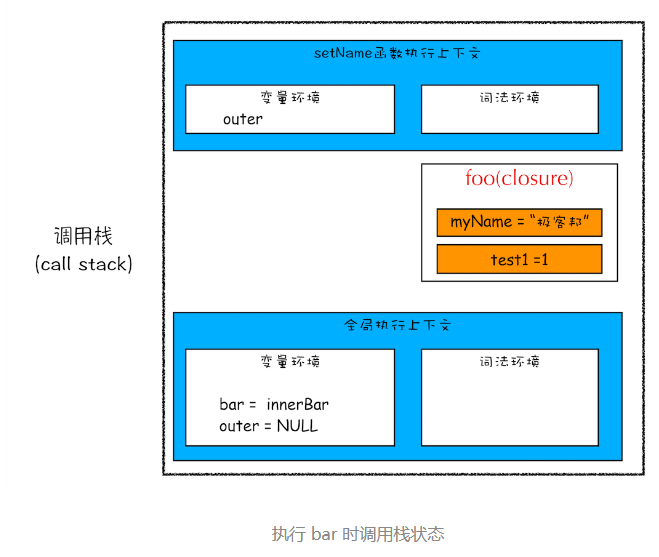 setName函数执行上下文
变量环境
词法环境
outer
foo(closure)
myName = “极客邦”
test1 =1
调用栈
(call stack)
全局执行上下文
变量环境
词法环境
bar = innerBar
outer = NULL
执行 bar 时调用栈状态